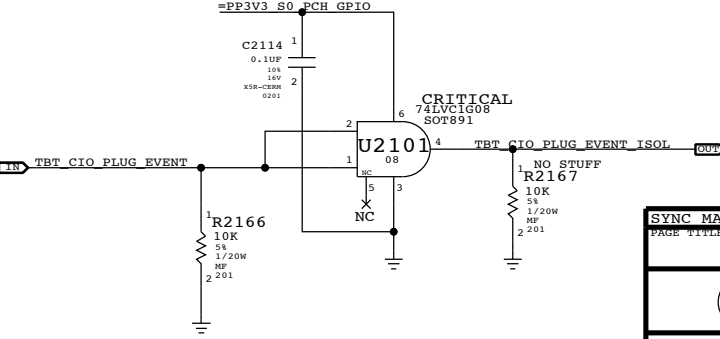 =PP3V3_S0_PCH_GPIO
C2114
0.1UF
10%
16V
X5R-CERM
0201
1
2
CRITICAL
74LVC1G08
SOT891
6
2
U2101
08
1
4
NC
5
3
NC
IN
TBT_CIO_PLUG_EVENT
TBT_CIO_PLUG_EVENT_ISOL
OUT
1
R2166
10K
5%
1/20W
MF
201
2
NO STUFF
1
R2167
10K
5%
1/20W
MF
201
2
SYNC MA
PAGE TITLE